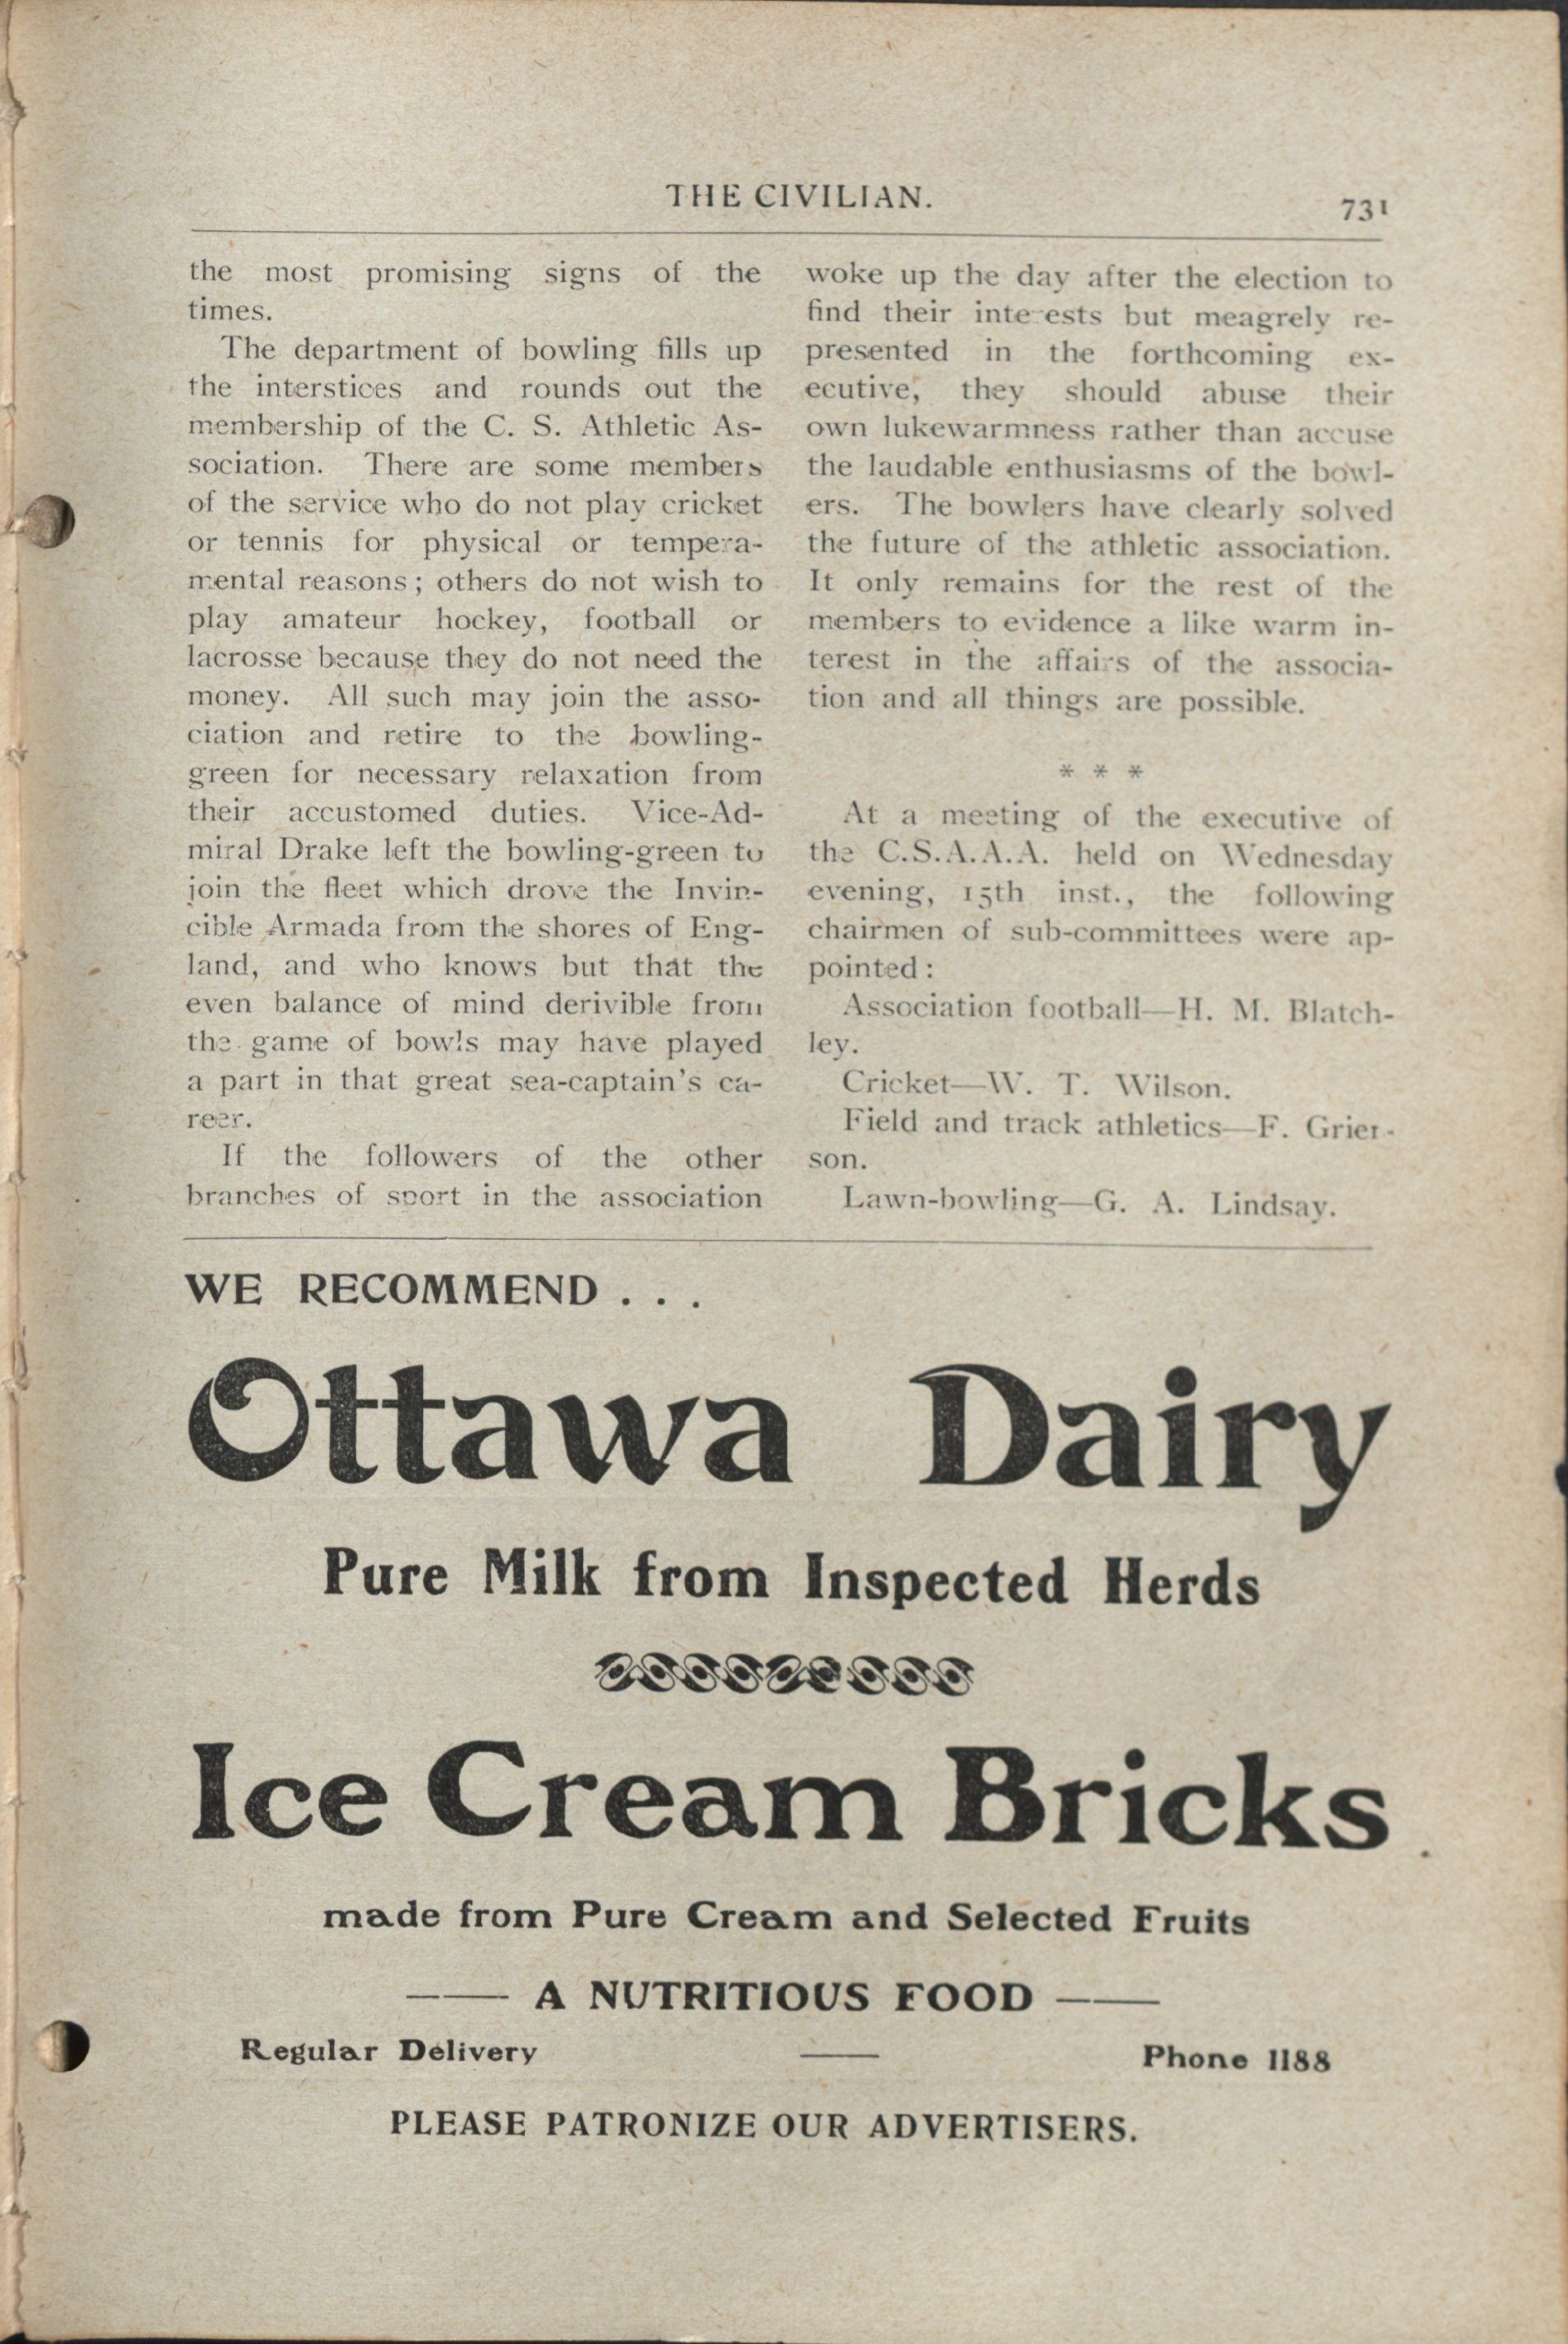 THE CIVILIAN.
731
the most promising signs of the
times.
The department of bowling fills up
the interstices and rounds out the
membership of the C. S. Athletic As-
sociation. There are some members
of the service who do not play cricket
or tennis for physical or tempera-
mental reasons; others do not wish to
play amateur hockey, football or
lacrosse because they do not need the
money. All such may join the asso-
ciation and retire to the bowling-
green for necessary relaxation from
their accustomed duties. Vice-Ad-
miral Drake left the bowling-green to
join the fleet which drove the Invin-
cible Armada from the shores of Eng-
land, and who knows but that the
even balance of mind derivible from
the game of bowls may have played
a part in that great sea-captain's ca-
reer.
If the followers of the other
branches of sport in the association
woke up the day after the election to
find their interests but meagrely re-
presented in the forthcoming ex-
ecutive, they should abuse their
own lukewarmness rather than accuse
the laudable enthusiasms of the bowl-
ers. The bowlers have clearly solved
the future of the athletic association.
It only remains for the rest of the
members to evidence a like warm in-
terest in the affairs of the associa-
tion and all things are possible.
* * *
At a meeting of the executive of
the C.S.A.A.A. held on Wednesday
evening, 15th inst., the following
chairmen of sub-committees were ap-
pointed:
Association football—H. M. Blatch-
ley.
Cricket—W. T. Wilson.
Field and track athletics—F. Grier-
son.
Lawn-bowling—G. A. Lindsay.
WE RECOMMEND . . .
Ottawa Dairy
Pure Milk from Inspected Herds
Ice Cream Bricks
made from Pure Cream and Selected Fruits
—— A NUTRITIOUS FOOD ——
Regular Delivery —— Phone 1188
PLEASE PATRONIZE OUR ADVERTISERS.